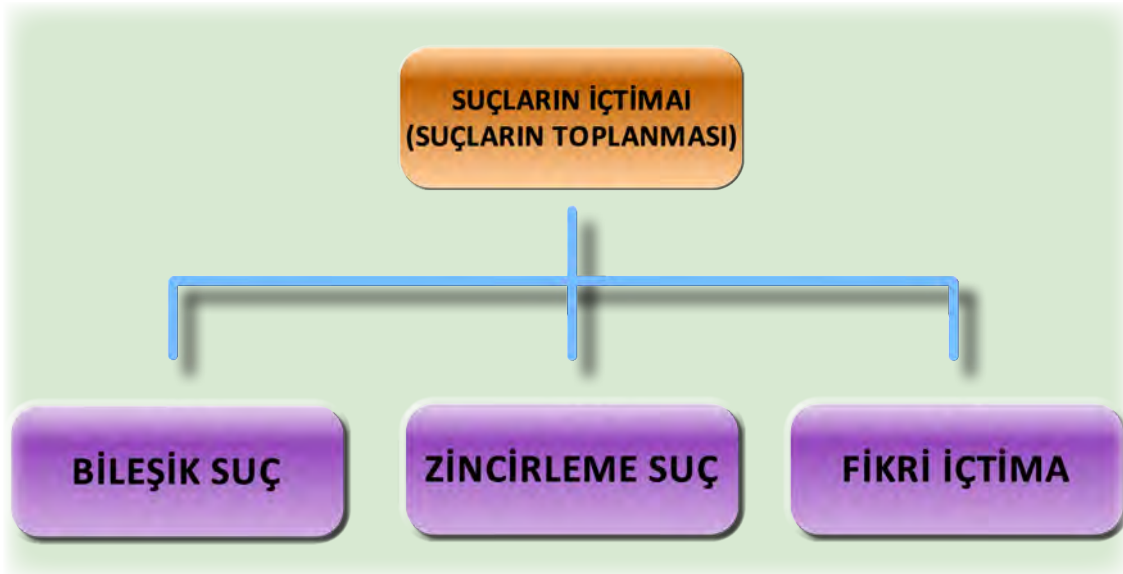 SUÇLARIN İÇTİMAI
(SUÇLARIN TOPLANMASI)
BİLEŞİK SUÇ
ZİNCİRLEME SUÇ
FİKRİ İÇTİMA